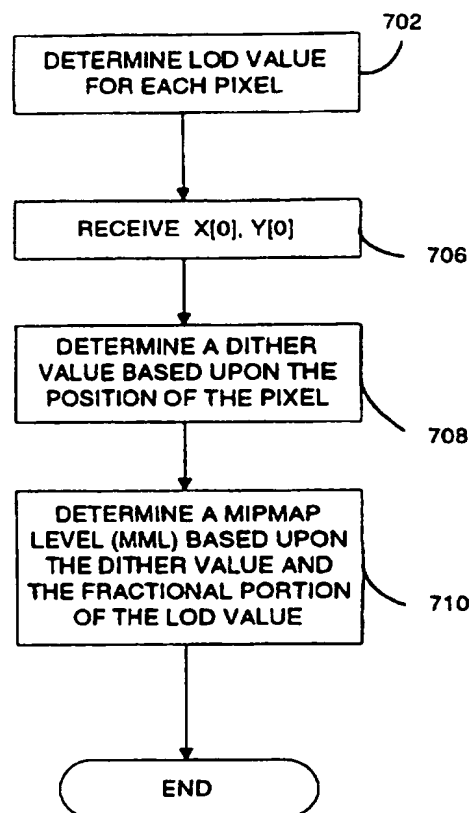 702
DETERMINE LOD VALUE
FOR EACH PIXEL
RECEIVE X[0], Y[0]
706
DETERMINE A DITHER
VALUE BASED UPON THE
POSITION OF THE PIXEL
708
DETERMINE A MIPMAP
LEVEL (MML) BASED UPON
THE DITHER VALUE AND
THE FRACTIONAL PORTION
OF THE LOD VALUE
710
END